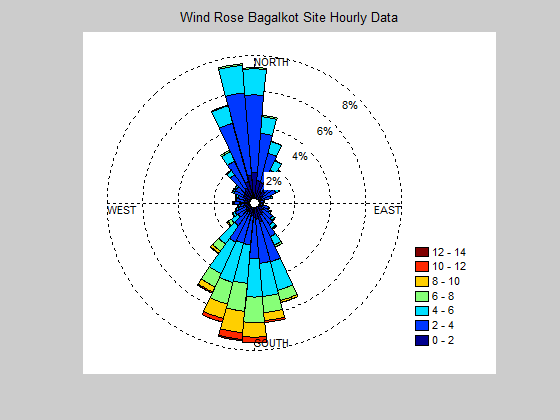 Wind Rose Bagalkot Site Hourly Data
NORTH
8%
6%
4%
2%
WEST
EAST
12 - 14
10 - 12
8 - 10
6 - 8
4 - 6
2 - 4
0 - 2
SOUTH